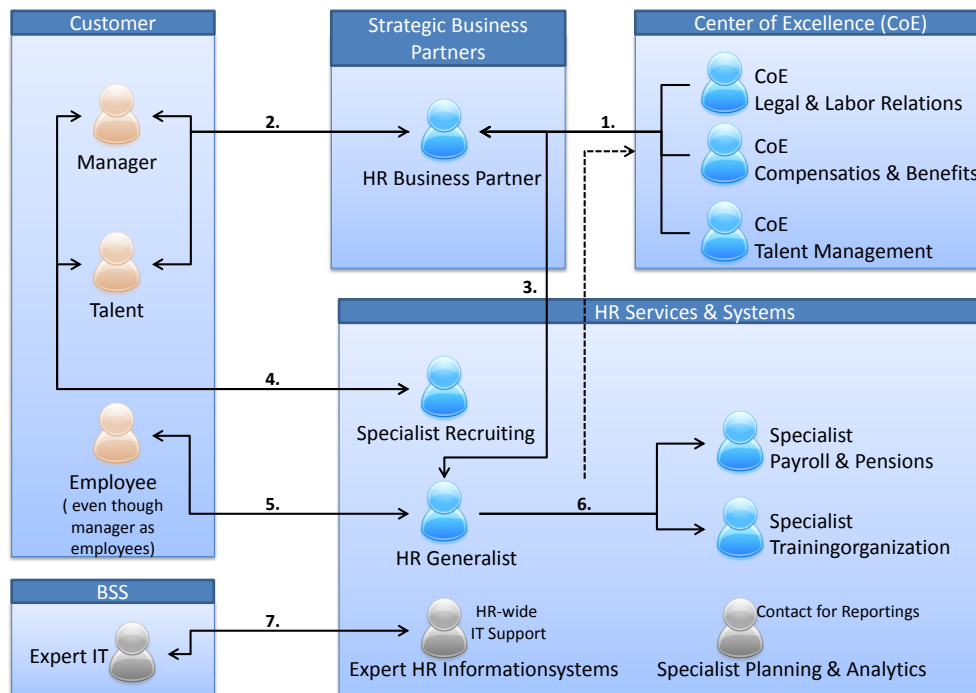 Customer
Manager
Talent
Employee
( even though
manager as
employees)
Strategic Business
Partners
HR Business Partner
Center of Excellence (CoE)
CoE
Legal & Labor Relations
CoE
Compensatios & Benefits
CoE
Talent Management
1.
2.
3.
4.
5.
6.
7.
HR Services & Systems
Specialist Recruiting
HR Generalist
Specialist
Payroll & Pensions
Specialist
Trainingorganization
HR-wide
IT Support
Expert HR Informationsystems
Contact for Reportings
Specialist Planning & Analytics
BSS
Expert IT